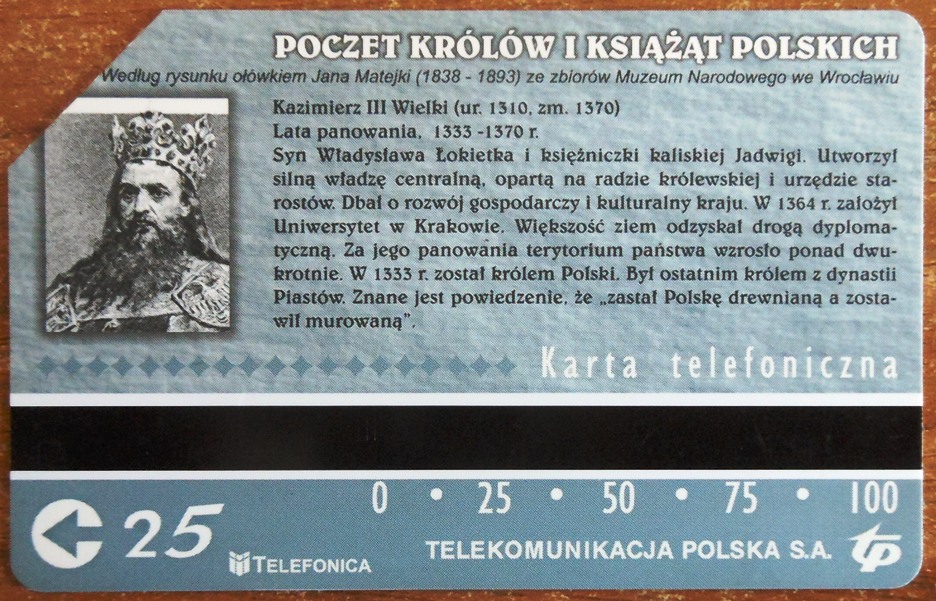 POCZET KRÓLÓW I KSIĄŻĄT POLSKICH
Według rysunku ołówkiem Jana Matejki (1838 - 1893) ze zbiorów Muzeum Narodowego we Wrocławiu
Kazimierz III Wielki (ur. 1310, zm. 1370)
Lata panowania, 1333 -1370 r.
Syn Władysława Łokietka i księżniczki kaliskiej Jadwigi. Utworzył
silną władzę centralną, opartą na radzie królewskiej i urzędzie sta-
rostów. Dbał o rozwój gospodarczy i kulturalny kraju. W 1364 r. założył
Uniwersytet w Krakowie. Większość ziem odzyskał drogą dyploma-
tyczną. Za jego panowania terytorium państwa wzrosło ponad dwu-
krotnie. W 1333 r. został królem Polski. Był ostatnim królem z dynastii
Piastów. Znane jest powiedzenie, że „zastał Polskę drewnianą a zosta-
wił murowaną”.
Karta telefoniczna
0 • 25 • 50 • 75 • 100
25
TELEFONICA
TELEKOMUNIKACJA POLSKA S.A.
tp